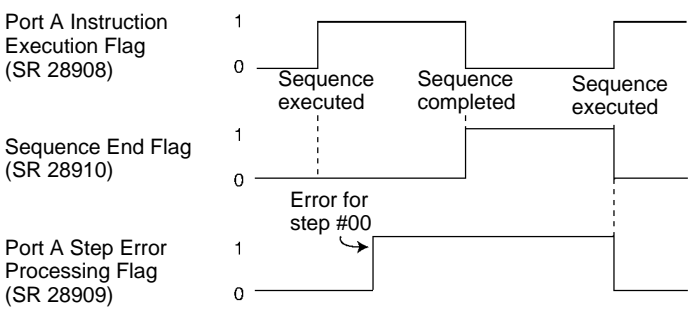 Port A Instruction
Execution Flag
(SR 28908)
1
0
Sequence
executed
Sequence
completed
Sequence
executed
Sequence End Flag
(SR 28910)
1
0
Error for
step #00
Port A Step Error
Processing Flag
(SR 28909)
1
0